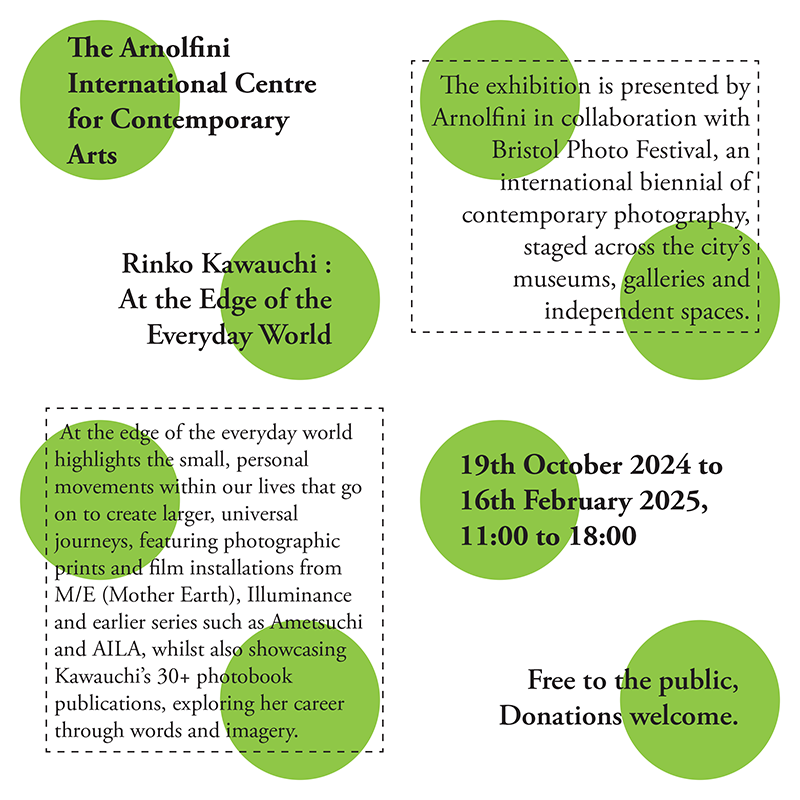 The Arnolfini
International Centre
for Contemporary
Arts
The exhibition is presented by
Arnolfini in collaboration with
Bristol Photo Festival, an
international biennial of
contemporary photography,
staged across the city’s
museums, galleries and
independent spaces.
Rinko Kawauchi :
At the Edge of the
Everyday World
At the edge of the everyday world
highlights the small, personal
movements within our lives that go
on to create larger, universal
journeys, featuring photographic
prints and film installations from
M/E (Mother Earth), Illuminance
and earlier series such as Ametsuchi
and AILA, whilst also showcasing
Kawauchi’s 30+ photobook
publications, exploring her career
through words and imagery.
19th October 2024 to
16th February 2025,
11:00 to 18:00
Free to the public,
Donations welcome.